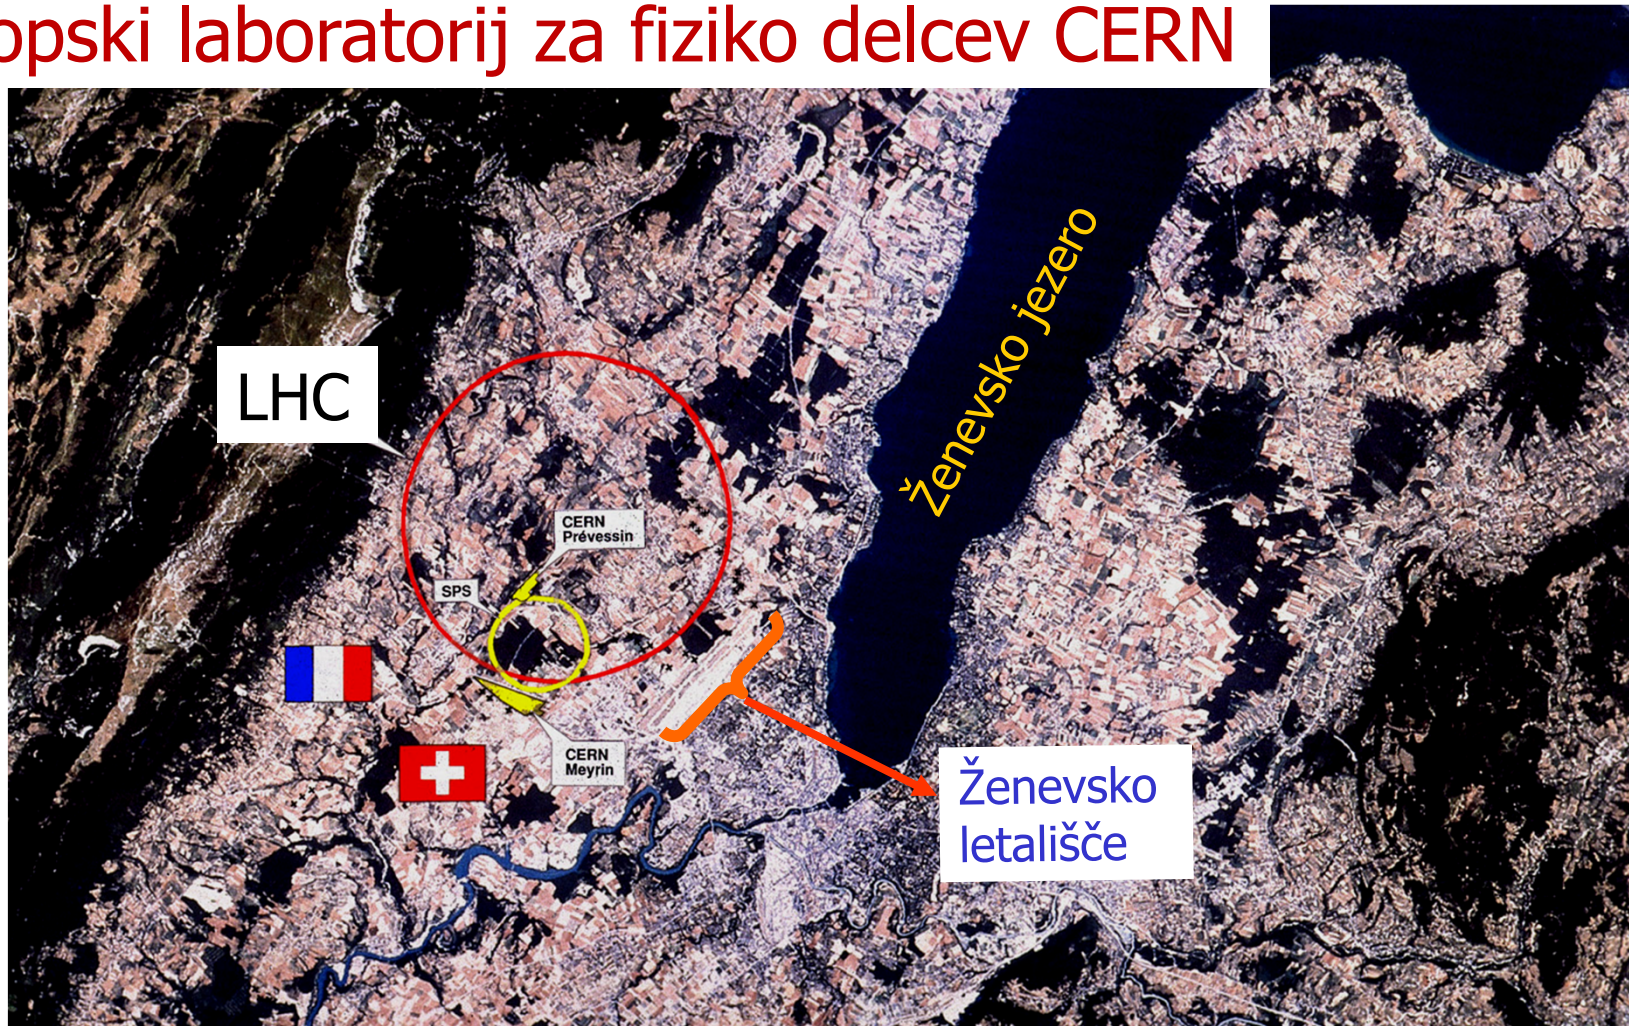 opski laboratorij za fiziko delcev CERN
Ženevsko jezero
LHC
CERN
Prévessin
SPS
CERN
Meyrin
Ženevsko
letališče